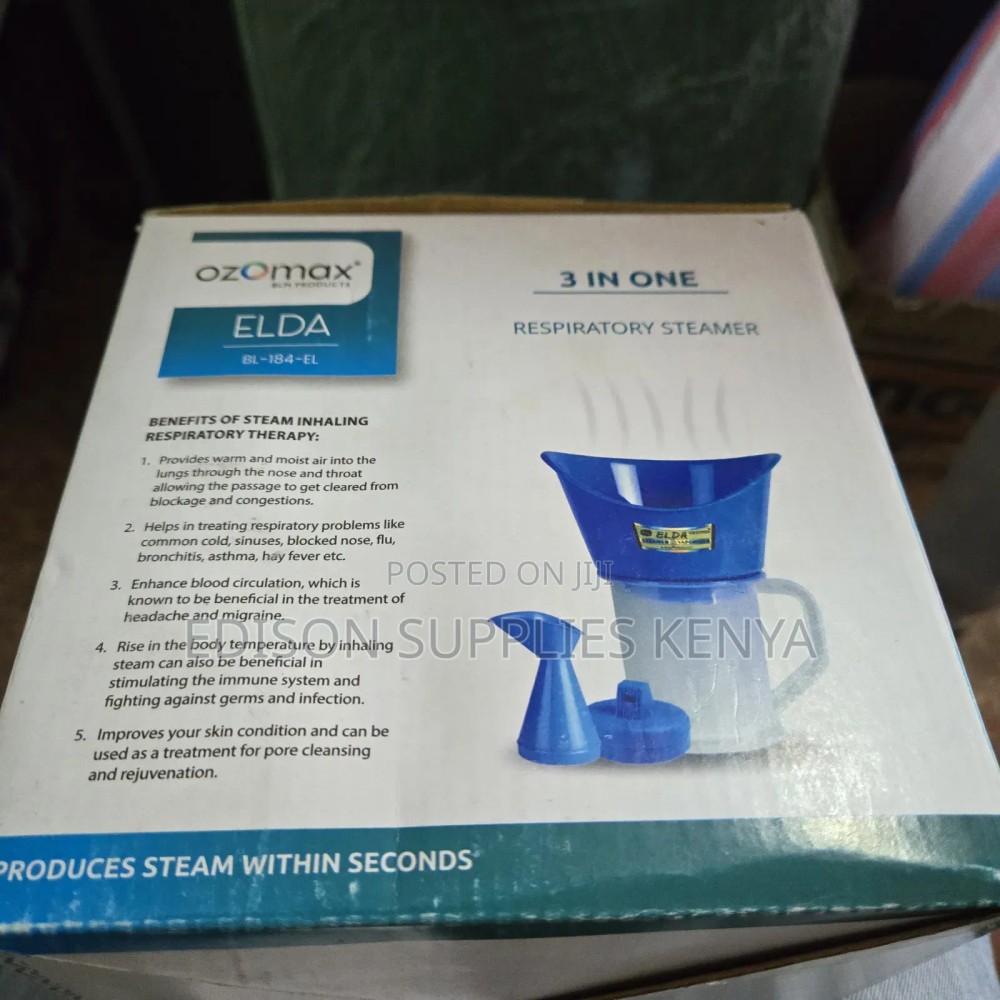 ozomax®
BLN PRODUCTS
ELDA
BL-184-EL
3 IN ONE
RESPIRATORY STEAMER
BENEFITS OF STEAM INHALING
RESPIRATORY THERAPY:
1. Provides warm and moist air into the
lungs through the nose and throat
allowing the passage to get cleared from
blockage and congestions.
2. Helps in treating respiratory problems like
common cold, sinuses, blocked nose, flu,
bronchitis, asthma, hay fever etc.
3. Enhance blood circulation, which is
known to be beneficial in the treatment of
headache and migraine.
4. Rise in the body temperature by inhaling
steam can also be beneficial in
stimulating the immune system and
fighting against germs and infection.
5. Improves your skin condition and can be
used as a treatment for pore cleansing
and rejuvenation.
ELDA
POSTED ON JIJI
EDISON SUPPLIES KENYA
PRODUCES STEAM WITHIN SECONDS